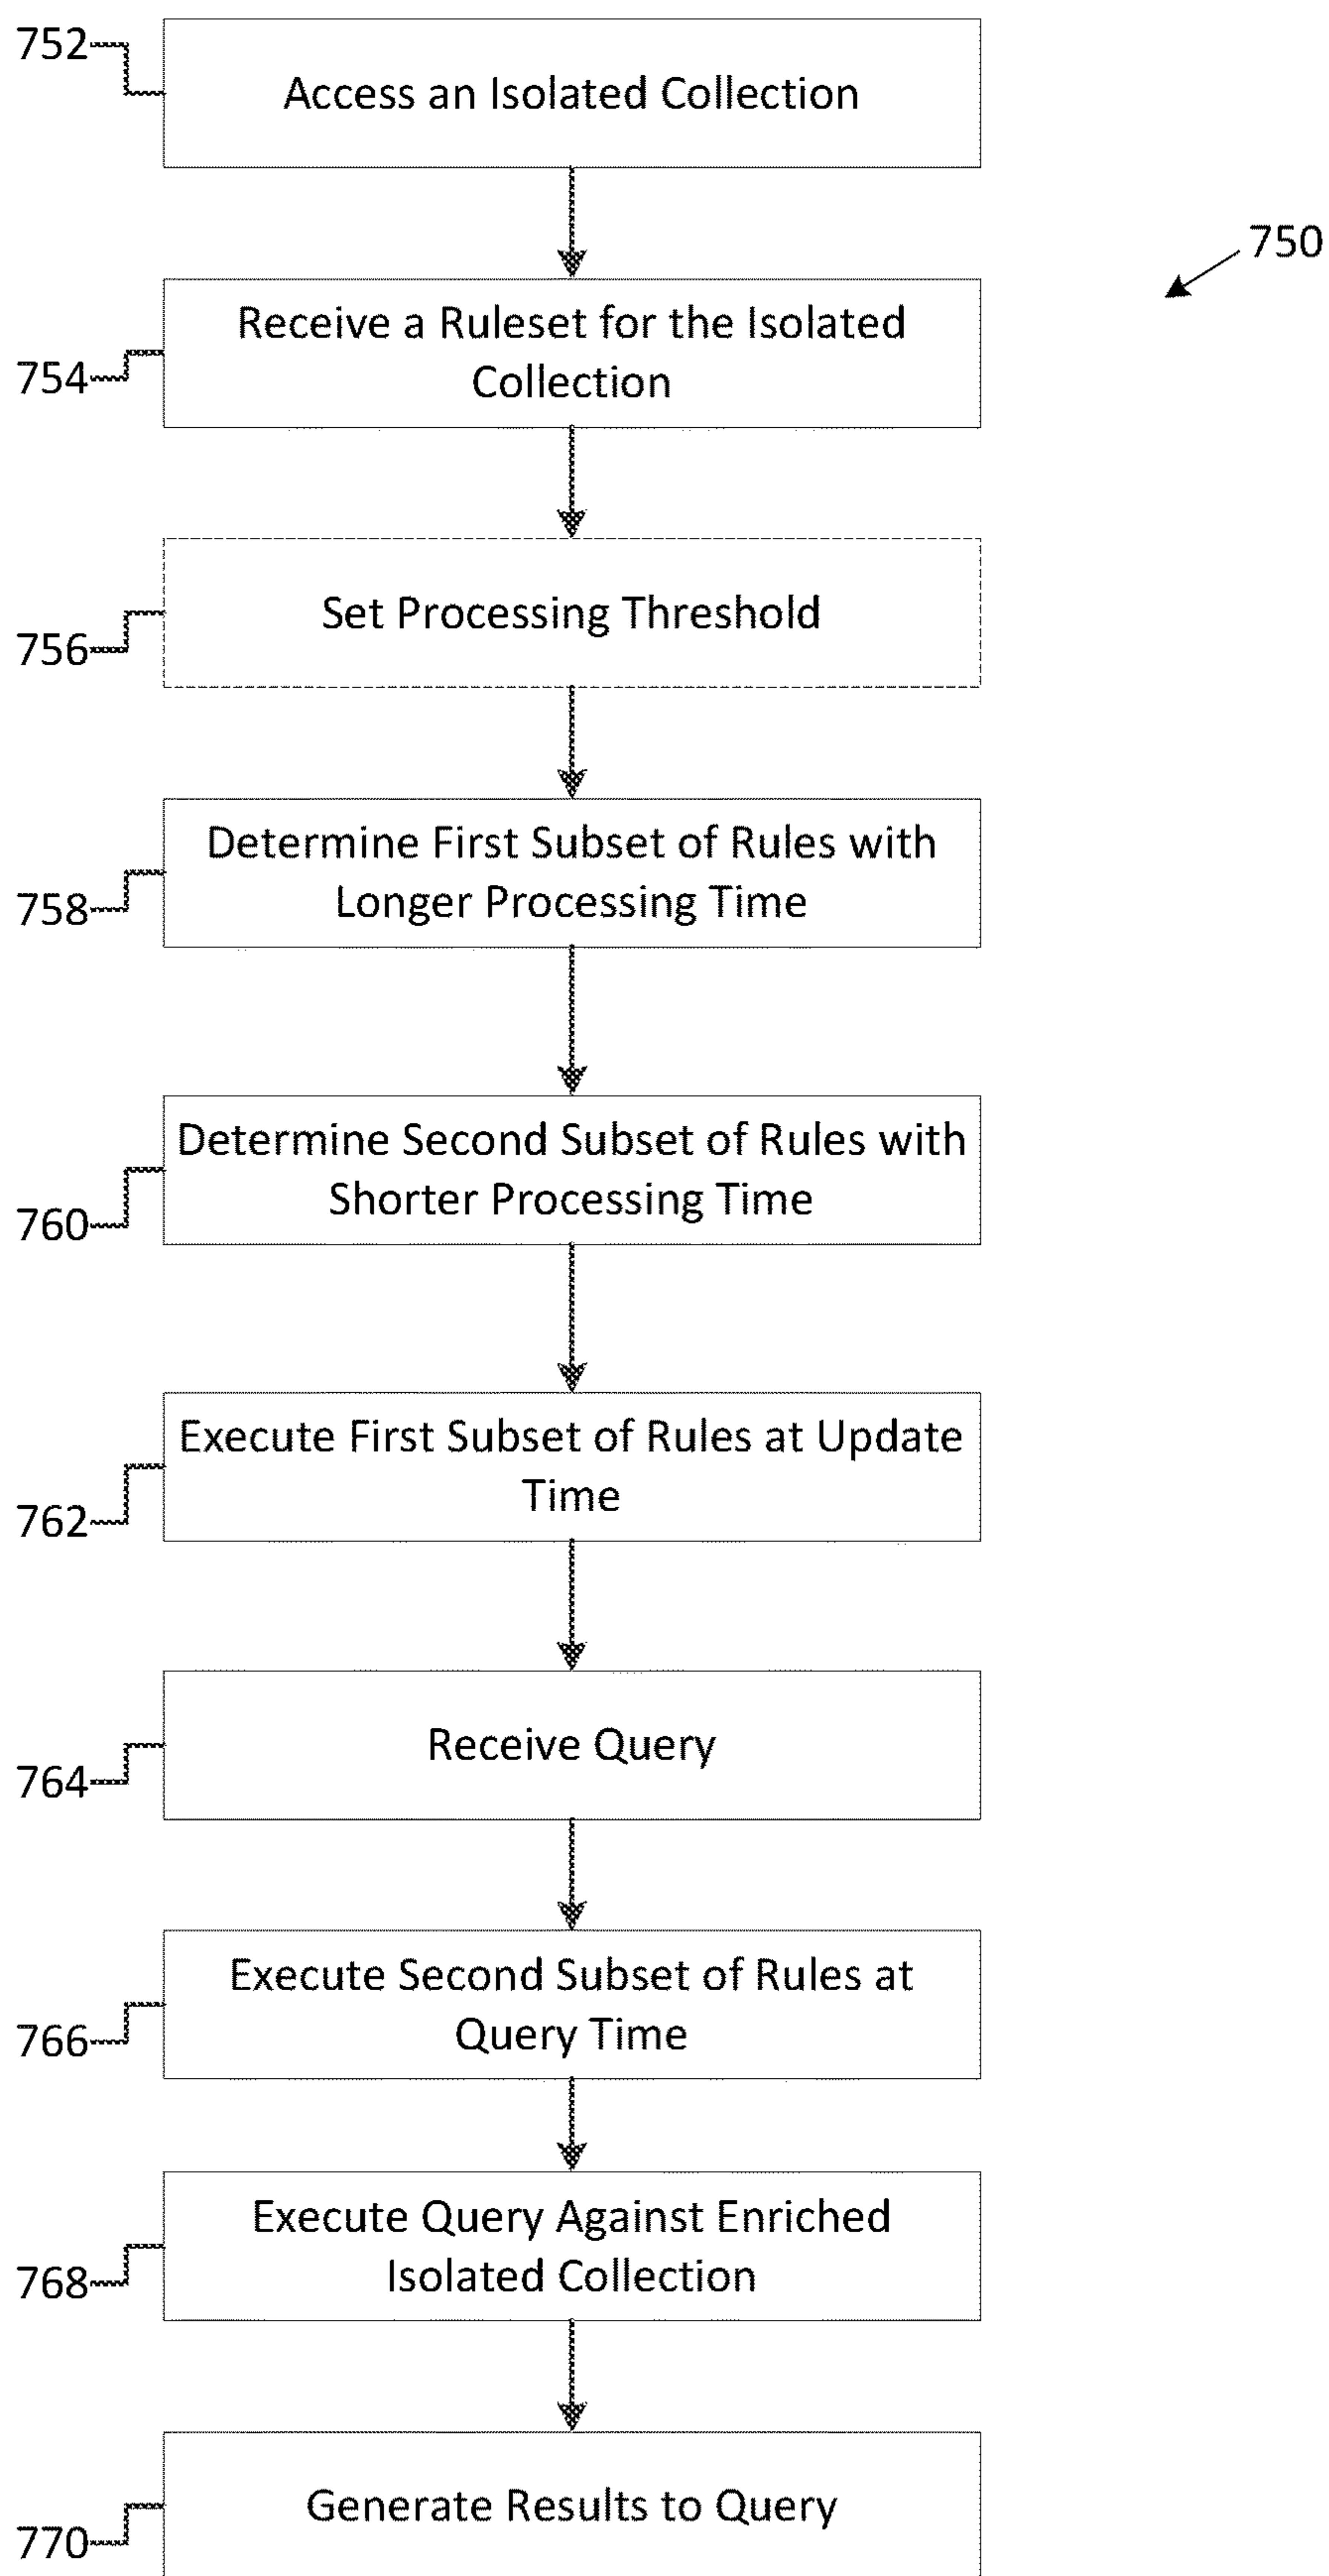 752
Access an Isolated Collection
750
Receive a Ruleset for the Isolated
Collection
754
Set Processing Threshold
756
Determine First Subset of Rules with
Longer Processing Time
758
Determine Second Subset of Rules with
Shorter Processing Time
760
Execute First Subset of Rules at Update
Time
762
Receive Query
764
Execute Second Subset of Rules at
Query Time
766
Execute Query Against Enriched
Isolated Collection
768
Generate Results to Query
770